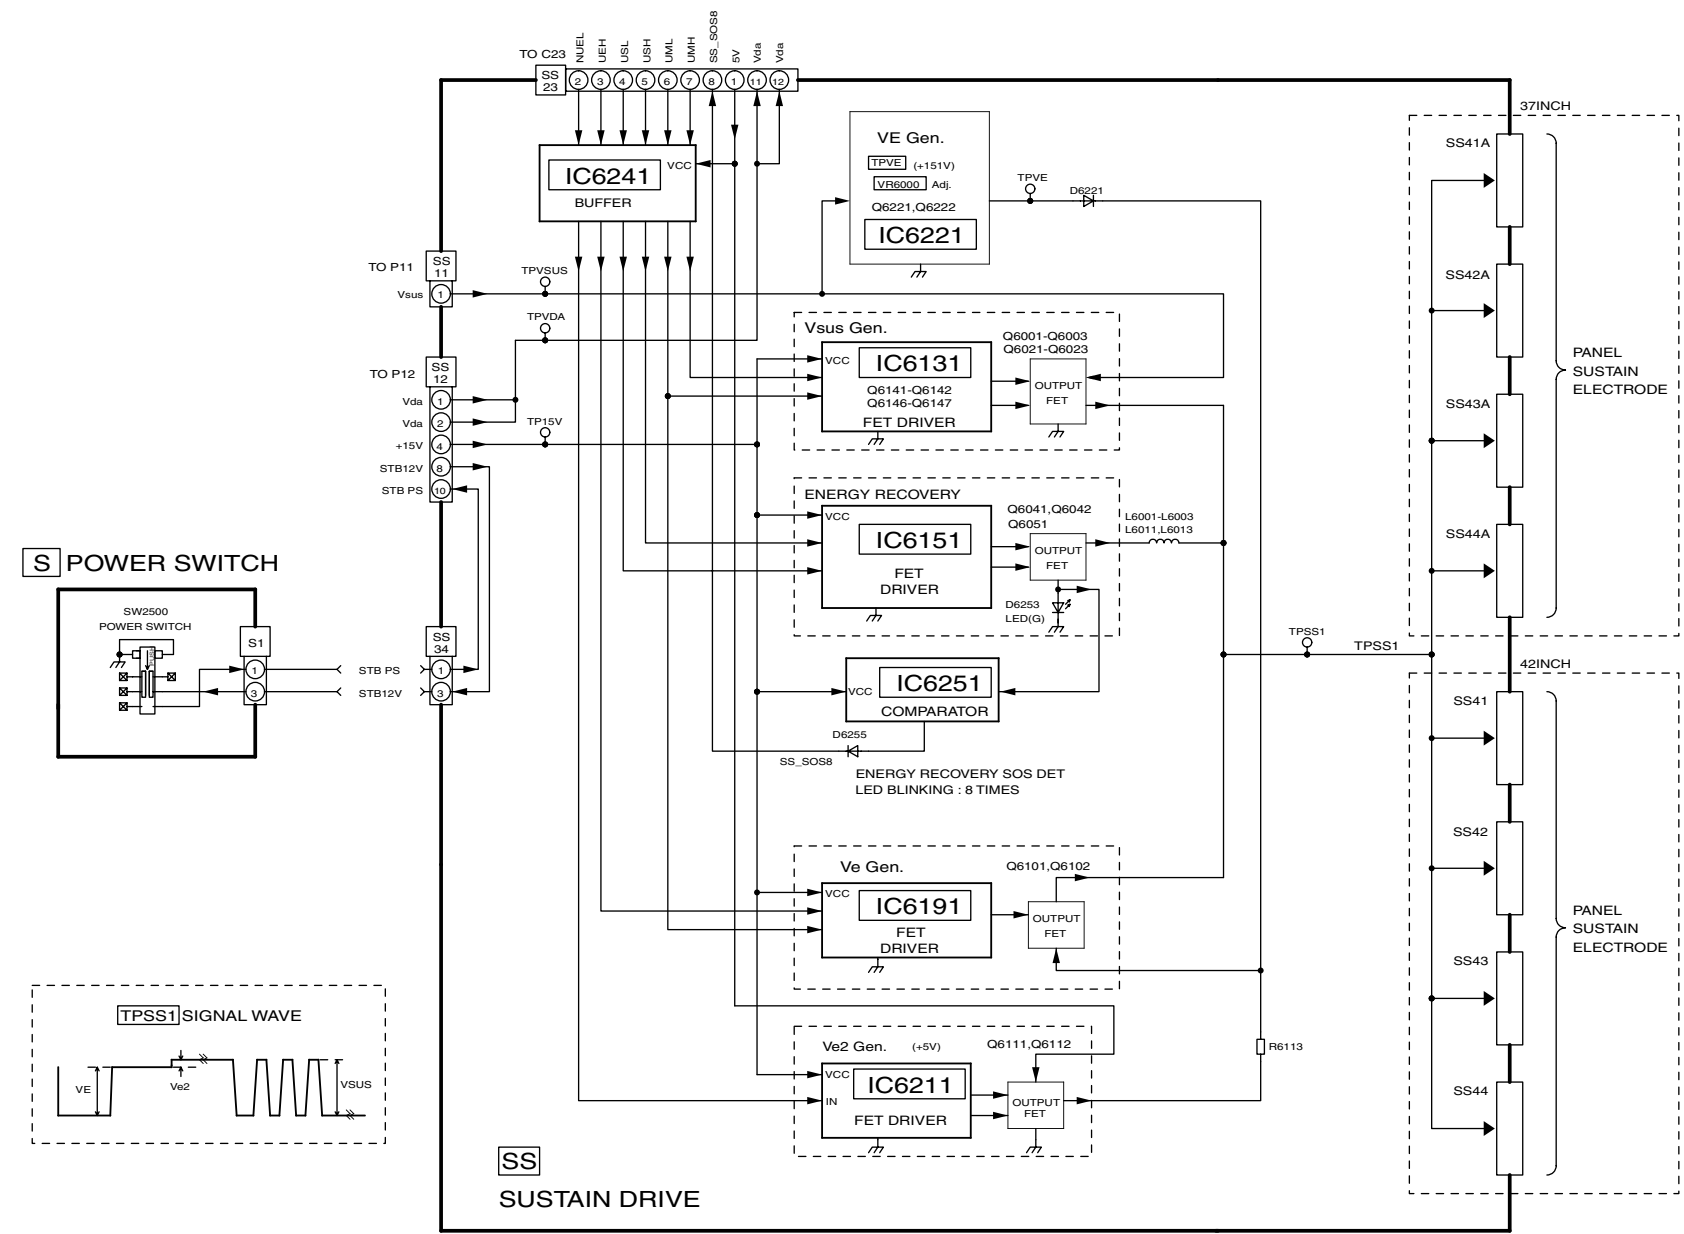 TO C23
NUEL
UEH
USL
USH
UML
UMH
SS_SOS8
5V
Vda
Vda
SS
23
2
3
4
5
6
7
8
1
11
12
IC6241
VCC
BUFFER
VE Gen.
TPVE (+151V)
VR6000 Adj.
Q6221,Q6222
IC6221
TPVE
D6221
37INCH
SS41A
SS42A
SS43A
SS44A
PANEL
SUSTAIN
ELECTRODE
TO P11
SS
11
Vsus
1
TPVSUS
TPVDA
TO P12
SS
12
Vda
1
Vda
2
+15V
4
TP15V
STB12V
8
STB PS
10
Vsus Gen.
VCC
IC6131
Q6141-Q6142
Q6146-Q6147
FET DRIVER
Q6001-Q6003
Q6021-Q6023
OUTPUT
FET
ENERGY RECOVERY
VCC
IC6151
FET
DRIVER
Q6041,Q6042
Q6051
OUTPUT
FET
L6001-L6003
L6011,L6013
D6253
LED(G)
S POWER SWITCH
SW2500
POWER SWITCH
PUSH
S1
1
3
STB PS
STB12V
SS
34
1
3
VCC
IC6251
COMPARATOR
D6255
SS_SOS8
ENERGY RECOVERY SOS DET
LED BLINKING : 8 TIMES
TPSS1
TPSS1
42INCH
SS41
SS42
SS43
SS44
PANEL
SUSTAIN
ELECTRODE
Ve Gen.
VCC
IC6191
FET
DRIVER
Q6101,Q6102
OUTPUT
FET
Ve2 Gen. (+5V)
VCC
IC6211
IN
FET DRIVER
Q6111,Q6112
OUTPUT
FET
R6113
TPSS1 SIGNAL WAVE
VE
Ve2
VSUS
SS
SUSTAIN DRIVE